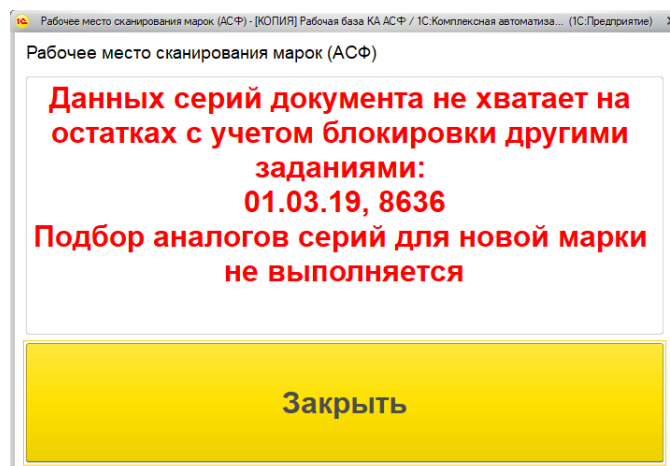 Рабочее место сканирования марок (АСФ) - [КОПИЯ] Рабочая база КА АСФ / 1С:Комплексная автоматиза... (1С:Предприятие)
Рабочее место сканирования марок (АСФ)
Данных серий документа не хватает на
остатках с учетом блокировки другими
заданиями:
01.03.19, 8636
Подбор аналогов серий для новой марки
не выполняется
Закрыть